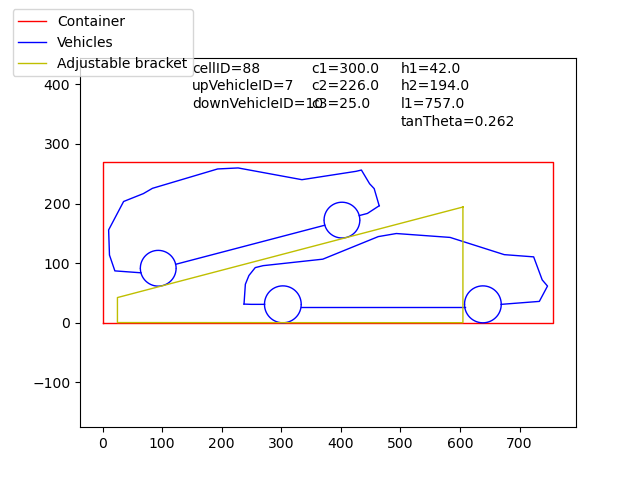 Container
Vehicles
Adjustable bracket
cellID=88 c1=300.0 h1=42.0
upVehicleID=7 c2=226.0 h2=194.0
downVehicleID=10 c3=25.0 l1=757.0
tanTheta=0.262
400
300
200
100
0
−100
0 100 200 300 400 500 600 700